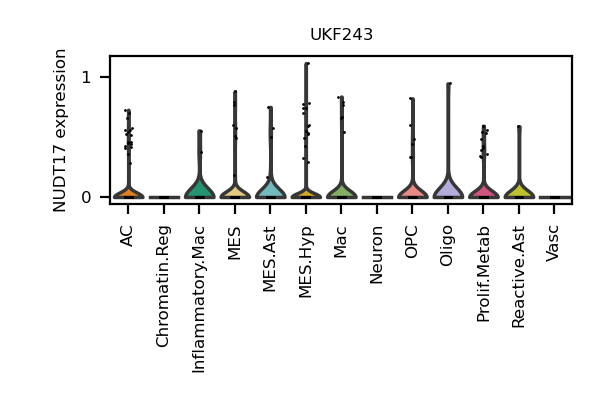 UKF243
NUDT17 expression
1
0
AC
Chromatin.Reg
Inflammatory.Mac
MES
MES.Ast
MES.Hyp
Mac
Neuron
OPC
Oligo
Prolif.Metab
Reactive.Ast
Vasc